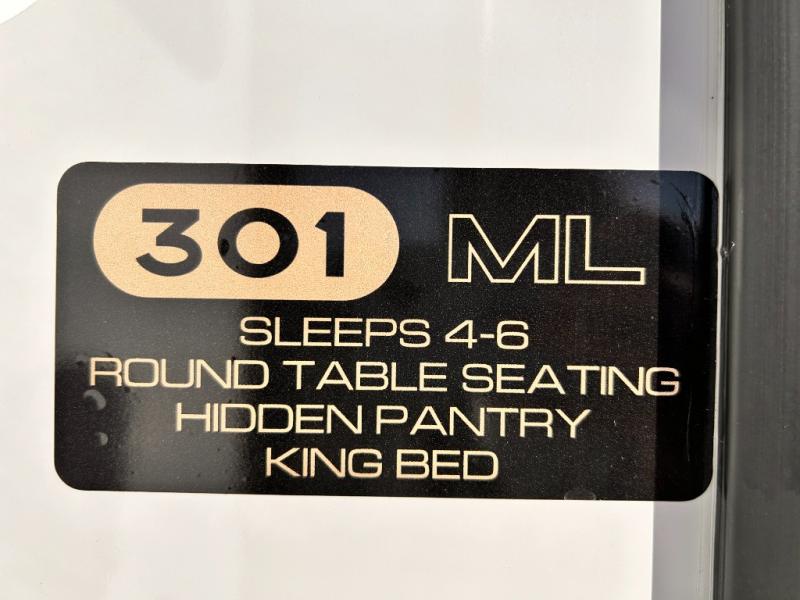 301 ML
SLEEPS 4-6
ROUND TABLE SEATING
HIDDEN PANTRY
KING BED